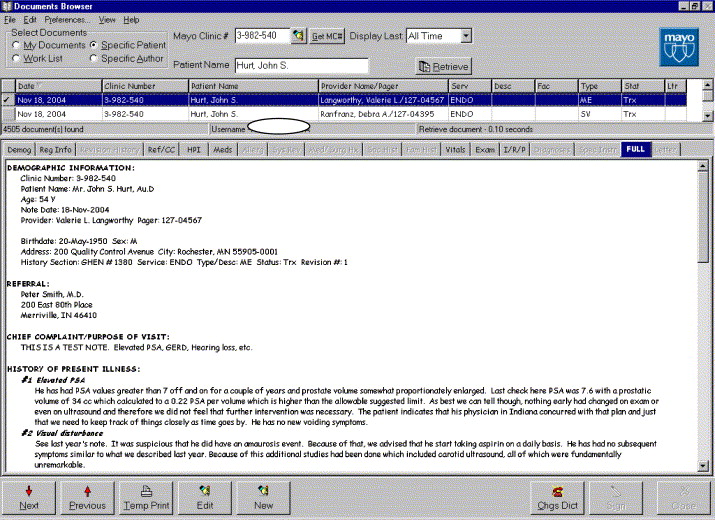 Documents Browser
File Edit Preferences... View Help
Select Documents
My Documents Specific Patient
Work List Specific Author
Mayo Clinic # 3-982-540 Get MC# Display Last: All Time
Patient Name Hurt, John S. Retrieve
mayo
Date Clinic Number Patient Name Provider Name/Pager Serv Desc Fac Type Stat Ltr
Nov 18, 2004 3-982-540 Hurt, John S. Langworthy, Valerie L./127-04567 ENDO ME Trx
Nov 18, 2004 3-982-540 Hurt, John S. Ranfranz, Debra A./127-04395 ENDO SV Trx
4505 document(s) found Username Retrieve document - 0.10 seconds
Demog Reg Info Revision History Ref/CC HPI Meds Allerg Sys Rev Med/Surg Hx Soc Hist Fam Hist Vitals Exam I/R/P Diagnoses Spec Instr FULL Letter
DEMOGRAPHIC INFORMATION:
Clinic Number: 3-982-540
Patient Name: Mr. John S. Hurt, Au.D
Age: 54 Y
Note Date: 18-Nov-2004
Provider: Valerie L. Langworthy Pager: 127-04567
Birthdate: 20-May-1950 Sex: M
Address: 200 Quality Control Avenue City: Rochester, MN 55905-0001
History Section: GHEN # 1380 Service: ENDO Type/Desc: ME Status: Trx Revision #: 1
REFERRAL:
Peter Smith, M.D.
200 East 80th Place
Merriville, IN 46410
CHIEF COMPLAINT/PURPOSE OF VISIT:
THIS IS A TEST NOTE. Elevated PSA, GERD, Hearing loss, etc.
HISTORY OF PRESENT ILLNESS:
#1 Elevated PSA
He has had PSA values greater than 7 off and on for a couple of years and prostate volume somewhat proportionately enlarged. Last check here PSA was 7.6 with a prostatic
volume of 34 cc which calculated to a 0.22 PSA per volume which is higher than the allowable suggested limit. As best we can tell though, nothing early had changed on exam or
even on ultrasound and therefore we did not feel that further intervention was necessary. The patient indicates that his physician in Indiana concurred with that plan and just
that we need to keep track of things closely as time goes by. He has no new voiding symptoms.
#2 Visual disturbance
See last year's note. It was suspicious that he did have an amaurosis event. Because of that, we advised that he start taking aspirin on a daily basis. He has had no subsequent
symptoms similar to what we described last year. Because of this additional studies had been done which included carotid ultrasound, all of which were fundamentally
unremarkable.
Next Previous Temp Print Edit New Chgs Dict Sign Close